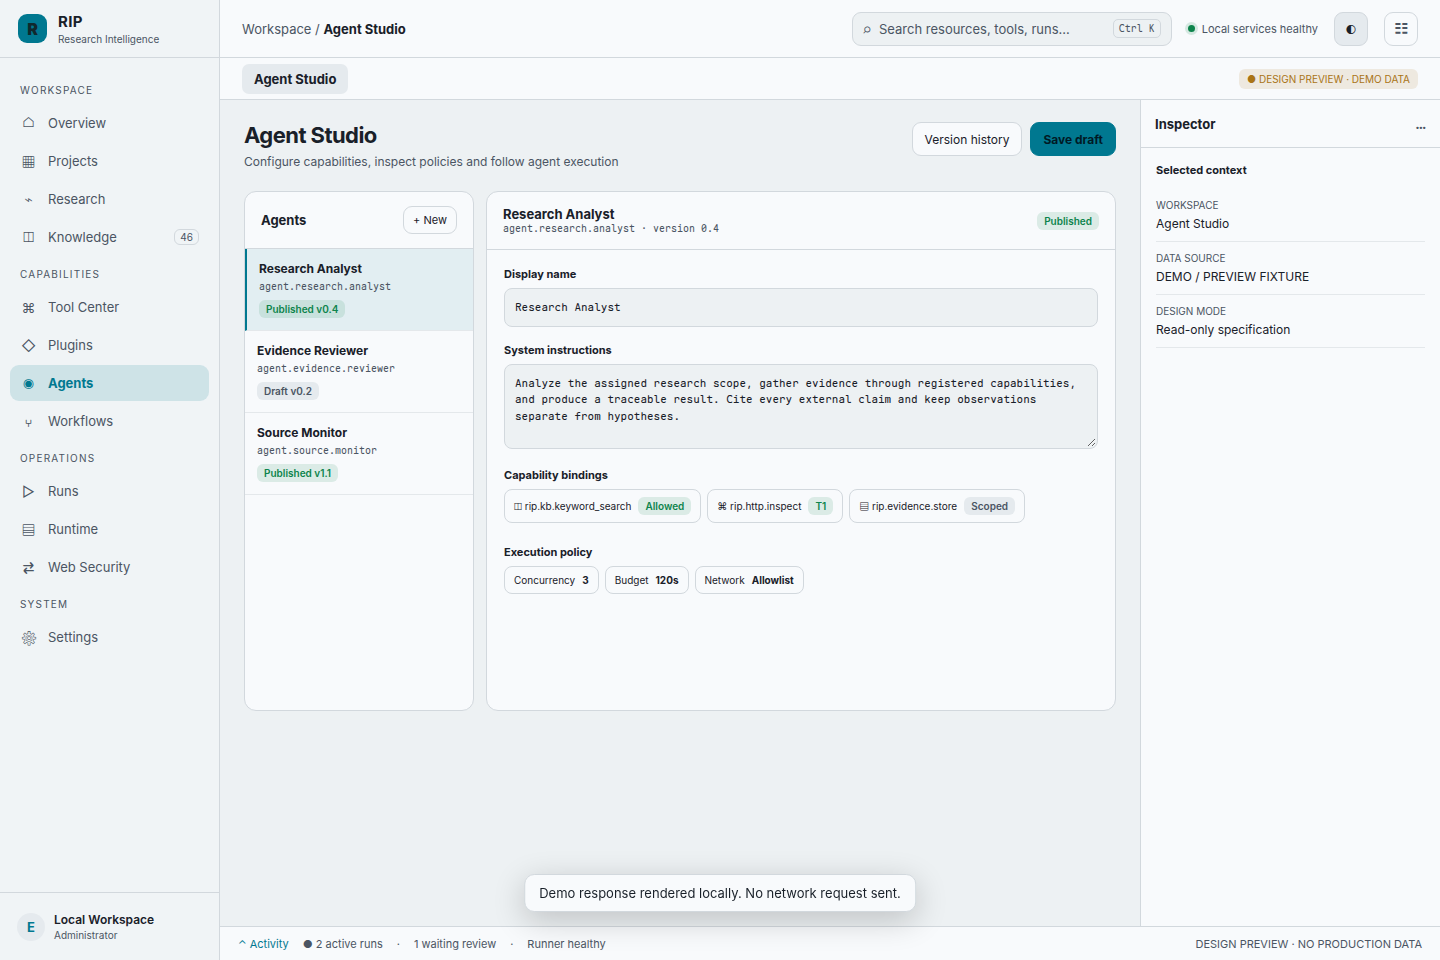 R
RIP
Research Intelligence
WORKSPACE
Overview
Projects
Research
Knowledge 46
CAPABILITIES
Tool Center
Plugins
Agents
Workflows
OPERATIONS
Runs
Runtime
Web Security
SYSTEM
Settings
E
Local Workspace
Administrator
Workspace / Agent Studio
Search resources, tools, runs... Ctrl K
Local services healthy
Agent Studio
DESIGN PREVIEW · DEMO DATA
Agent Studio
Configure capabilities, inspect policies and follow agent execution
Version history
Save draft
Agents
+ New
Research Analyst
agent.research.analyst
Published v0.4
Evidence Reviewer
agent.evidence.reviewer
Draft v0.2
Source Monitor
agent.source.monitor
Published v1.1
Research Analyst
agent.research.analyst · version 0.4
Published
Display name
Research Analyst
System instructions
Analyze the assigned research scope, gather evidence through registered capabilities,
and produce a traceable result. Cite every external claim and keep observations
separate from hypotheses.
Capability bindings
rip.kb.keyword_search Allowed
rip.http.inspect T1
rip.evidence.store Scoped
Execution policy
Concurrency 3
Budget 120s
Network Allowlist
Inspector
...
Selected context
WORKSPACE
Agent Studio
DATA SOURCE
DEMO / PREVIEW FIXTURE
DESIGN MODE
Read-only specification
Demo response rendered locally. No network request sent.
^ Activity ● 2 active runs · 1 waiting review · Runner healthy
DESIGN PREVIEW · NO PRODUCTION DATA